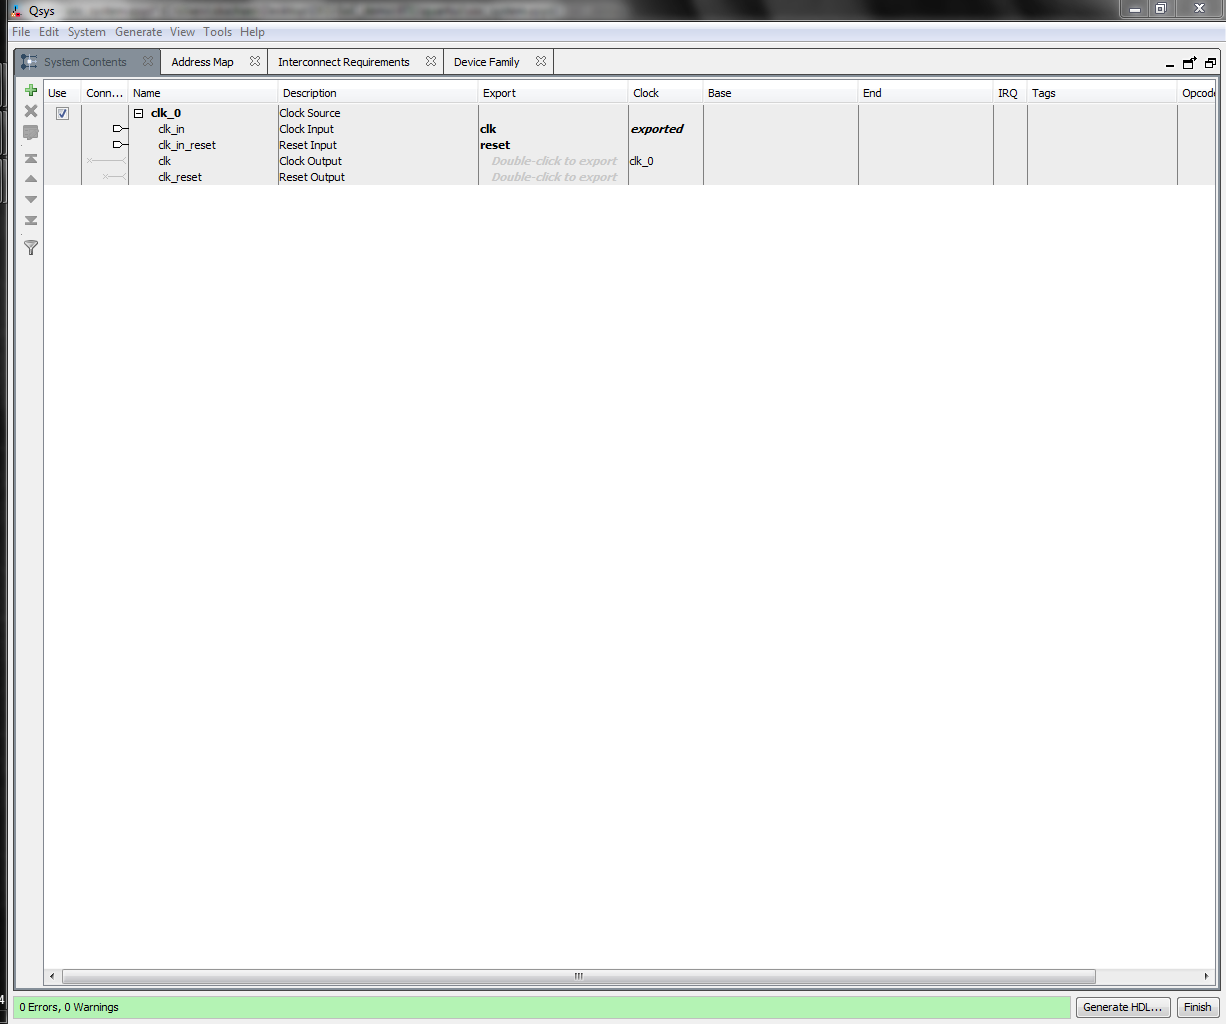 Qsys
File Edit System Generate View Tools Help
System Contents Address Map Interconnect Requirements Device Family
Use Conn... Name Description Export Clock Base End IRQ Tags Opcod
clk_0 Clock Source
clk_in Clock Input clk exported
clk_in_reset Reset Input reset
clk Clock Output Double-click to export clk_0
clk_reset Reset Output Double-click to export
4
0 Errors, 0 Warnings Generate HDL... Finish